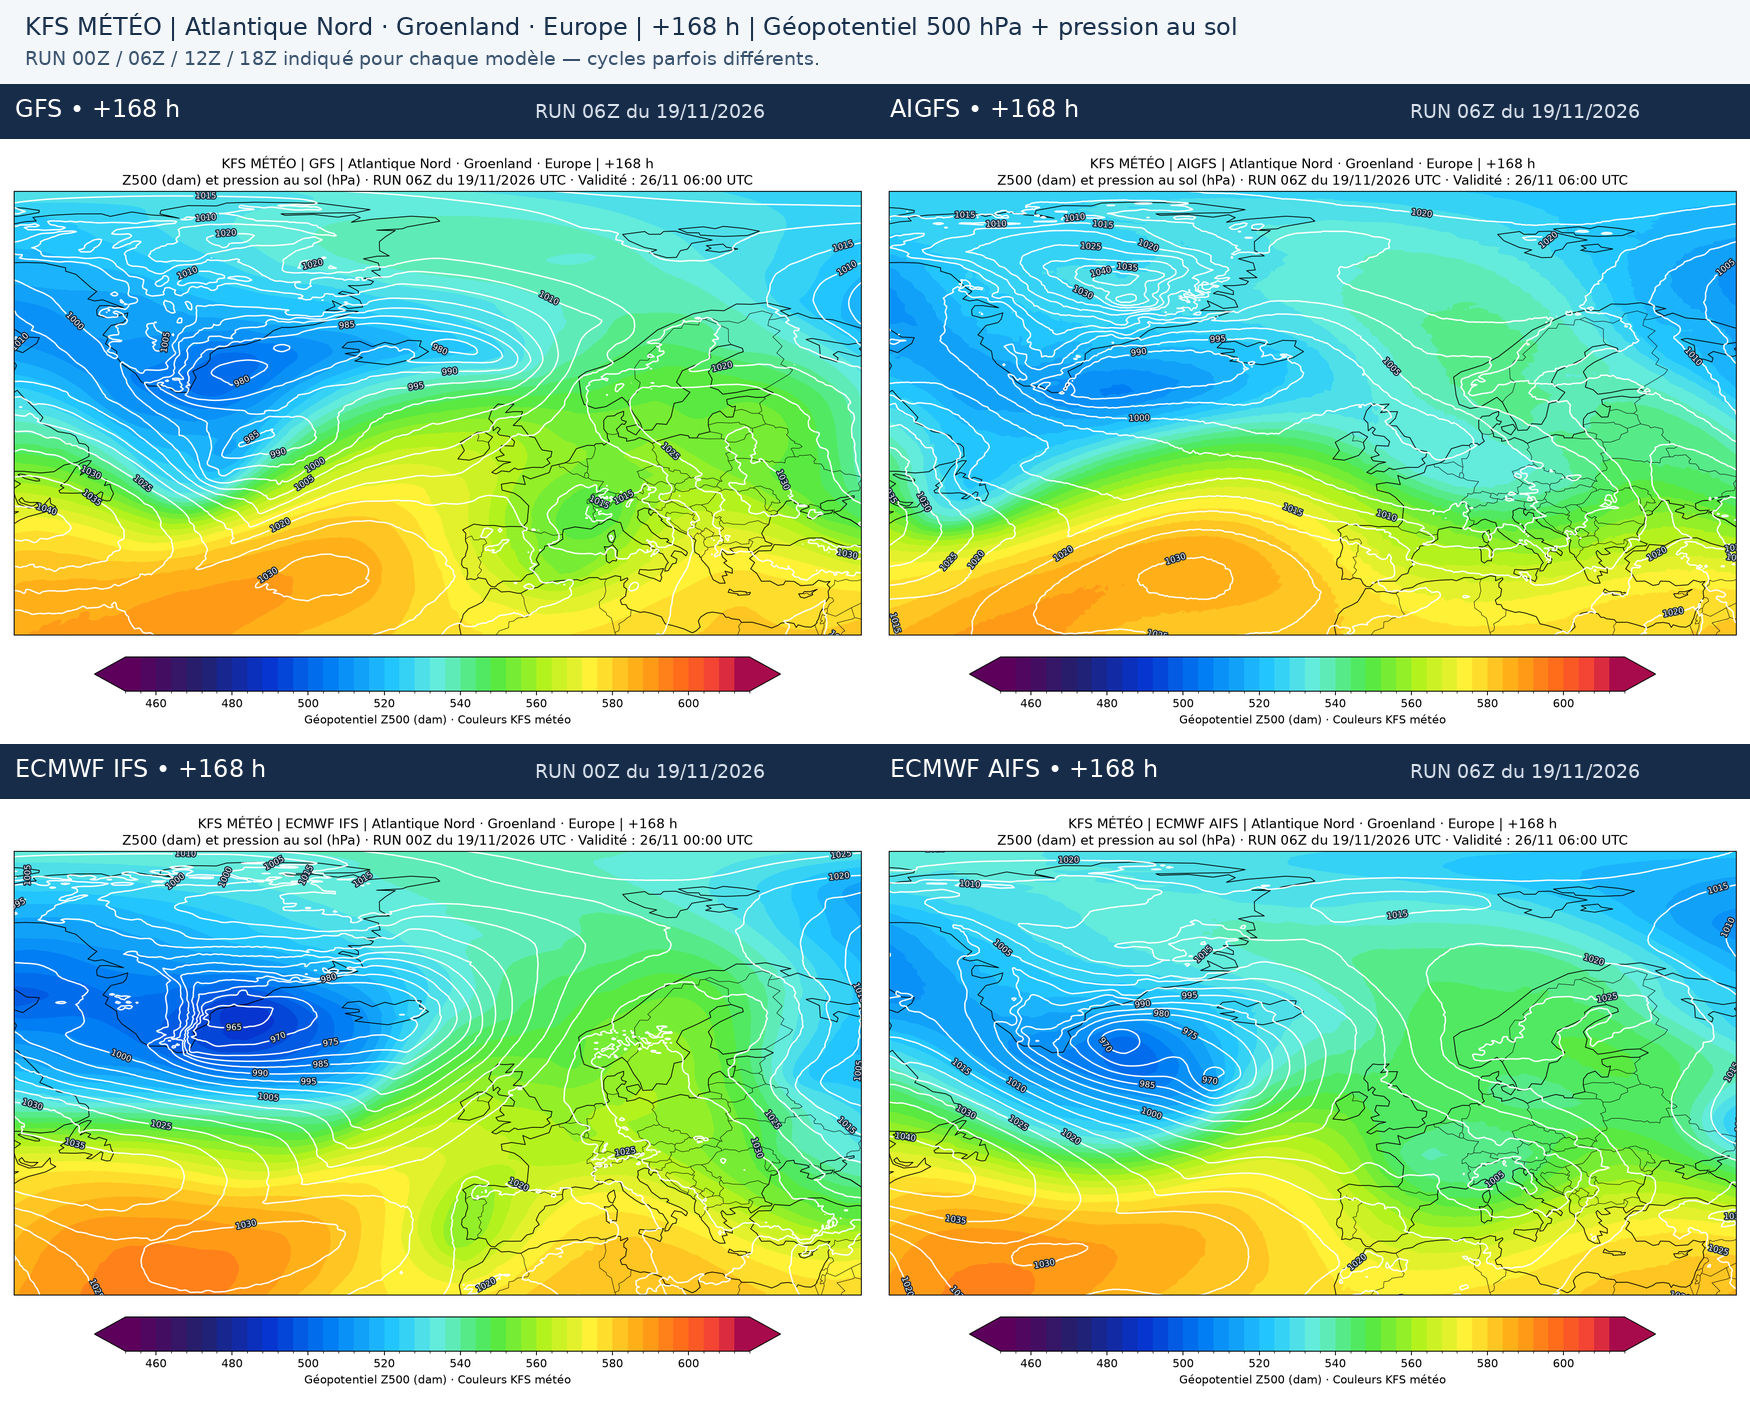 KFS MÉTÉO | Atlantique Nord · Groenland · Europe | +168 h | Géopotentiel 500 hPa + pression au sol
RUN 00Z / 06Z / 12Z / 18Z indiqué pour chaque modèle — cycles parfois différents.
GFS • +168 h
RUN 06Z du 19/11/2026
KFS MÉTÉO | GFS | Atlantique Nord · Groenland · Europe | +168 h
Z500 (dam) et pression au sol (hPa) · RUN 06Z du 19/11/2026 UTC · Validité : 26/11 06:00 UTC
460 480 500 520 540 560 580 600
Géopotentiel Z500 (dam) · Couleurs KFS météo
AIGFS • +168 h
RUN 06Z du 19/11/2026
KFS MÉTÉO | AIGFS | Atlantique Nord · Groenland · Europe | +168 h
Z500 (dam) et pression au sol (hPa) · RUN 06Z du 19/11/2026 UTC · Validité : 26/11 06:00 UTC
460 480 500 520 540 560 580 600
Géopotentiel Z500 (dam) · Couleurs KFS météo
ECMWF IFS • +168 h
RUN 00Z du 19/11/2026
KFS MÉTÉO | ECMWF IFS | Atlantique Nord · Groenland · Europe | +168 h
Z500 (dam) et pression au sol (hPa) · RUN 00Z du 19/11/2026 UTC · Validité : 26/11 00:00 UTC
460 480 500 520 540 560 580 600
Géopotentiel Z500 (dam) · Couleurs KFS météo
ECMWF AIFS • +168 h
RUN 06Z du 19/11/2026
KFS MÉTÉO | ECMWF AIFS | Atlantique Nord · Groenland · Europe | +168 h
Z500 (dam) et pression au sol (hPa) · RUN 06Z du 19/11/2026 UTC · Validité : 26/11 06:00 UTC
460 480 500 520 540 560 580 600
Géopotentiel Z500 (dam) · Couleurs KFS météo